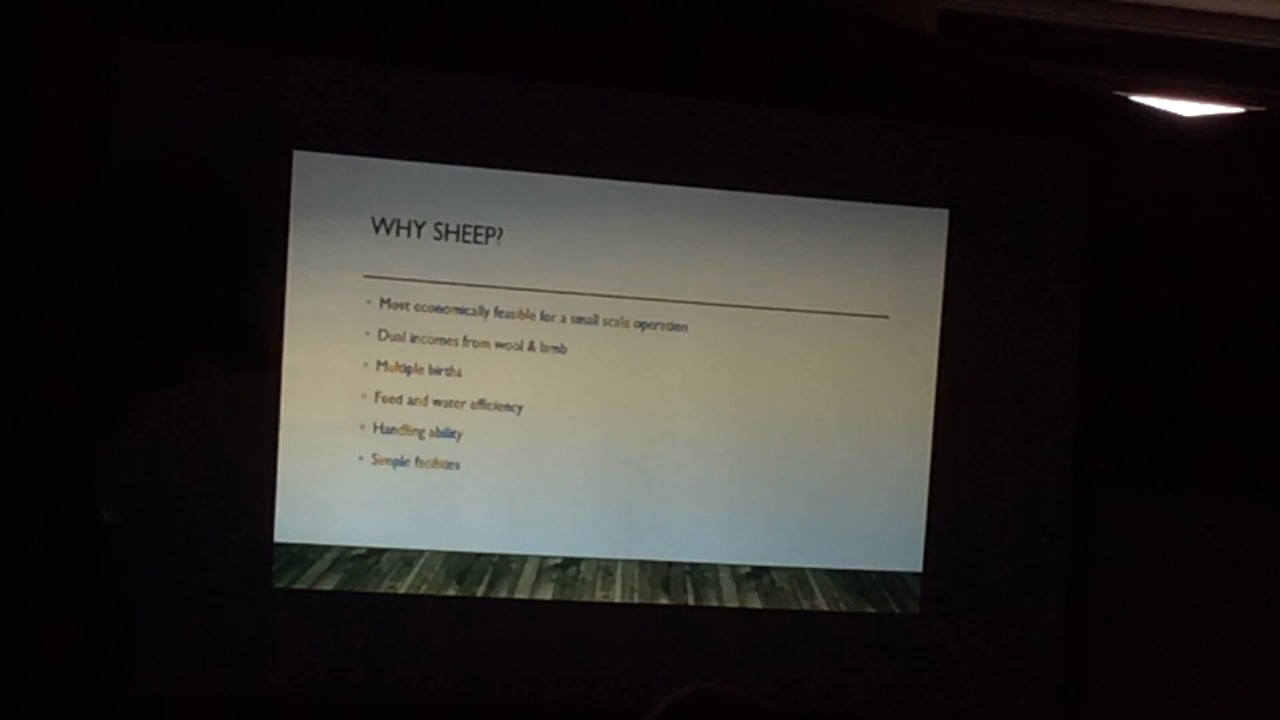 WHY SHEEP?
Most economically feasible for a small scale operation
Dual incomes from wool & lamb
Multiple births
Feed and water efficiency
Handling ability
Simple facilities